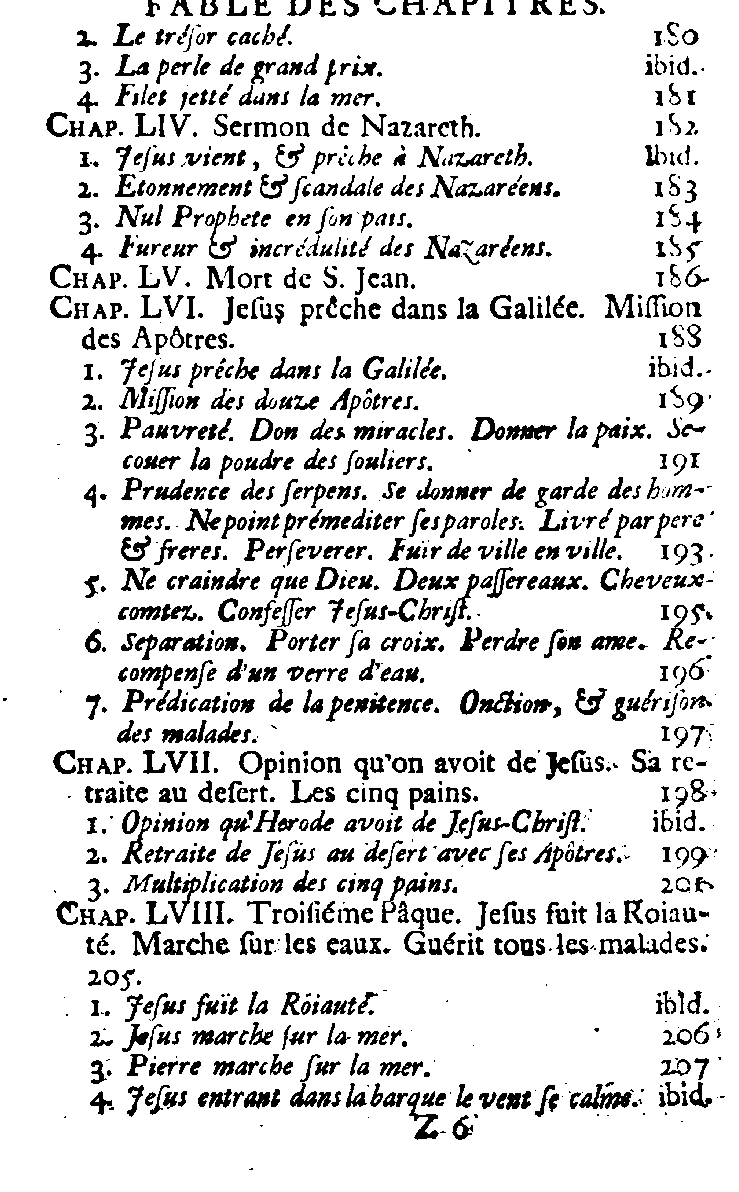 TABLE DES CHAPITRES.
2. Le tréſor caché. 180
3. La perle de grand prix. ibid.
4. Filet jetté dans la mer. 181
CHAP. LIV. Sermon de Nazareth. 182
1. Jeſus vient, & prêche à Nazareth. Ibid.
2. Etonnement & ſcandale des Nazaréens. 183
3. Nul Prophete en ſon païs. 184
4. Fureur & incrédulité des Nazaréens. 185
CHAP. LV. Mort de S. Jean. 186
CHAP. LVI. Jeſus prêche dans la Galilée. Miſſion
des Apôtres. 188
1. Jeſus prêche dans la Galilée. ibid.
2. Miſſion des douze Apôtres. 189
3. Pauvreté. Don des miracles. Donner la paix. Se-
couer la poudre des ſouliers. 191
4. Prudence des ſerpens. Se donner de garde des hom-
mes. Ne point prémediter ſes paroles. Livré par pere
& freres. Perſeverer. Fuir de ville en ville. 193
5. Ne craindre que Dieu. Deux paſſereaux. Cheveux
comtez. Confeſſer Jeſus-Chriſt. 195.
6. Separation. Porter ſa croix. Perdre ſon ame. Re-
compenſe d'un verre d'eau. 196
7. Prédication de la penitence. Onction, & guériſon
des malades. 197
CHAP. LVII. Opinion qu'on avoit de Jeſus. Sa re-
traite au deſert. Les cinq pains. 198
1. Opinion qu'Herode avoit de Jeſus-Chriſt. ibid.
2. Retraite de Jeſus au deſert avec ſes Apôtres. 199
3. Multiplication des cinq pains. 201
CHAP. LVIII. Troiſiéme Pâque. Jeſus fuit la Roiau-
té. Marche ſur les eaux. Guérit tous les malades.
205.
1. Jeſus fuit la Roiauté. ibid.
2. Jeſus marche ſur la mer. 206
3. Pierre marche ſur la mer. 207
4. Jeſus entrant dans la barque le vent ſe calme. ibid.
Z 6